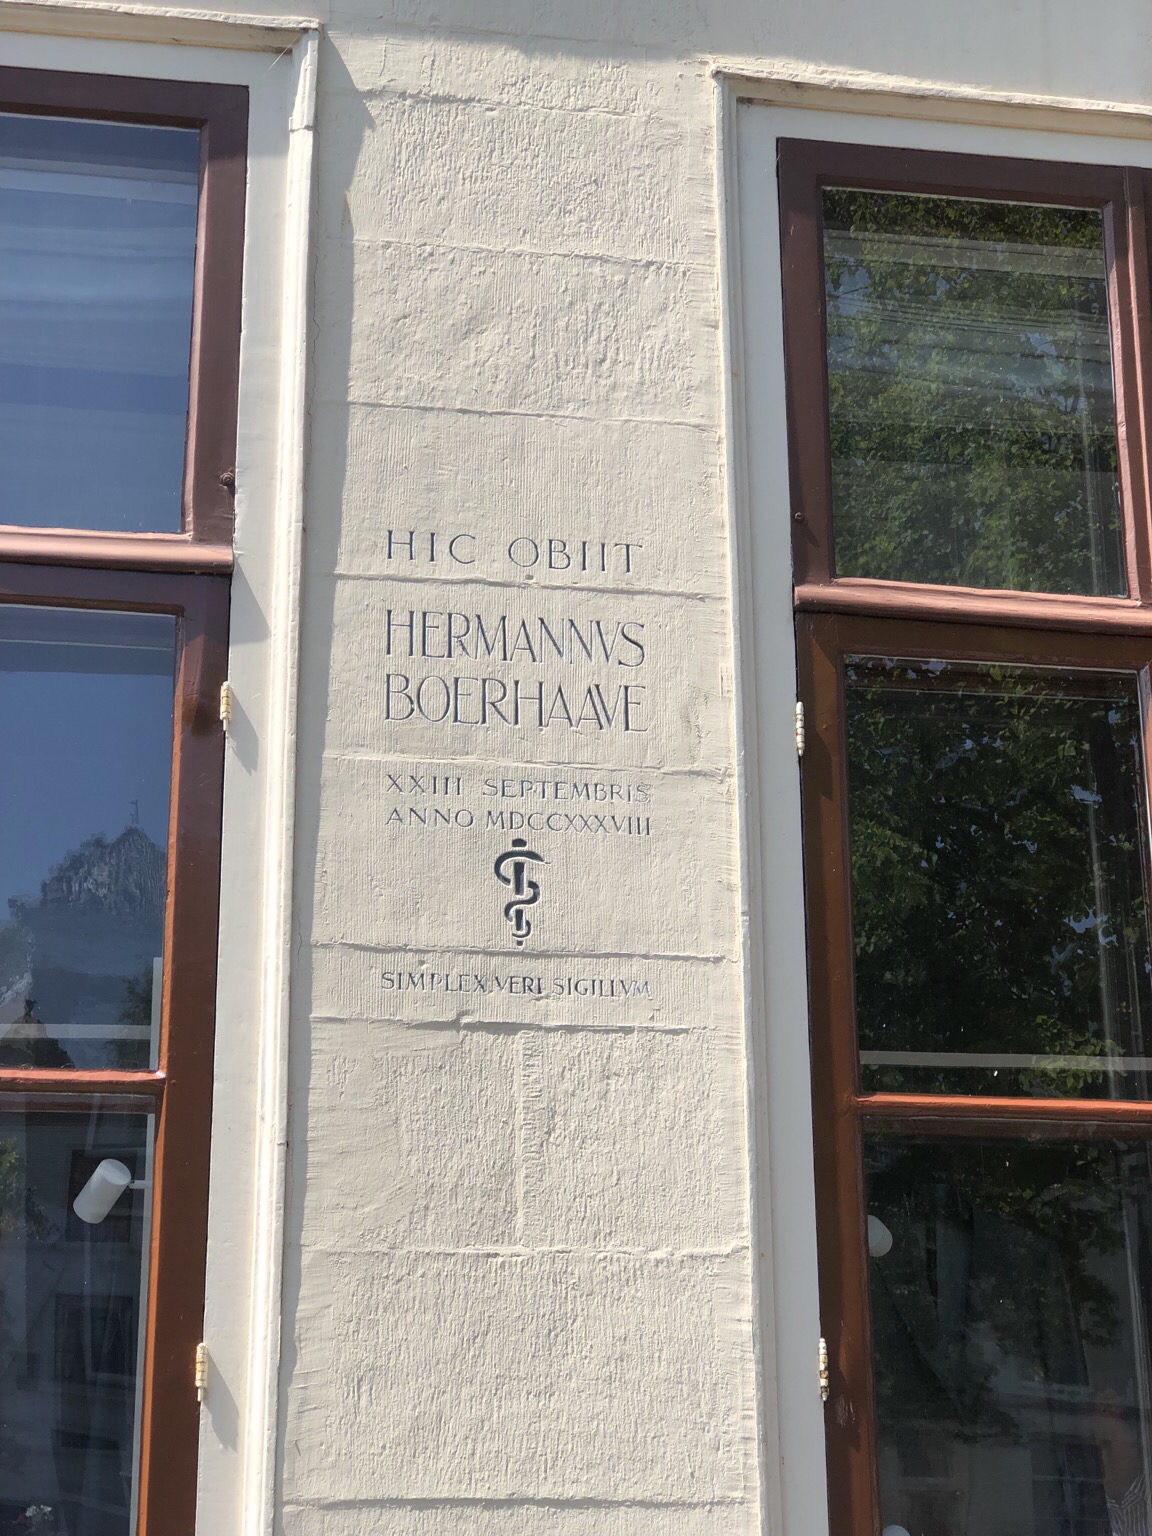 HIC OBIIT
HERMANNVS
BOERHAAVE
XXIII SEPTEMBRIS
ANNO MDCCXXXVIII
SIMPLEX VERI SIGILLVM